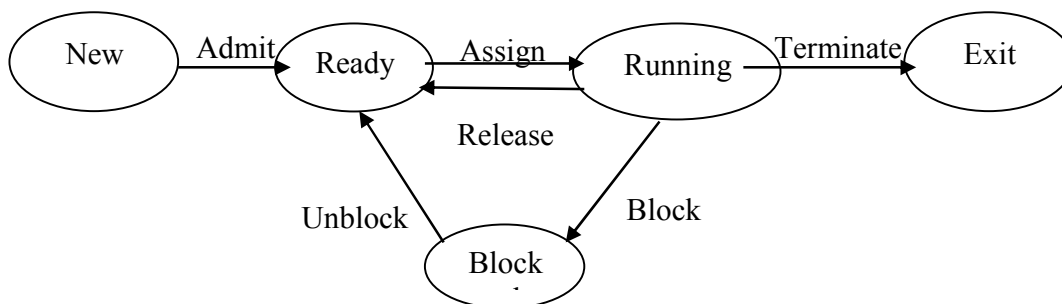 New
Admit
Ready
Assign
Running
Terminate
Exit
Release
Unblock
Block
Block